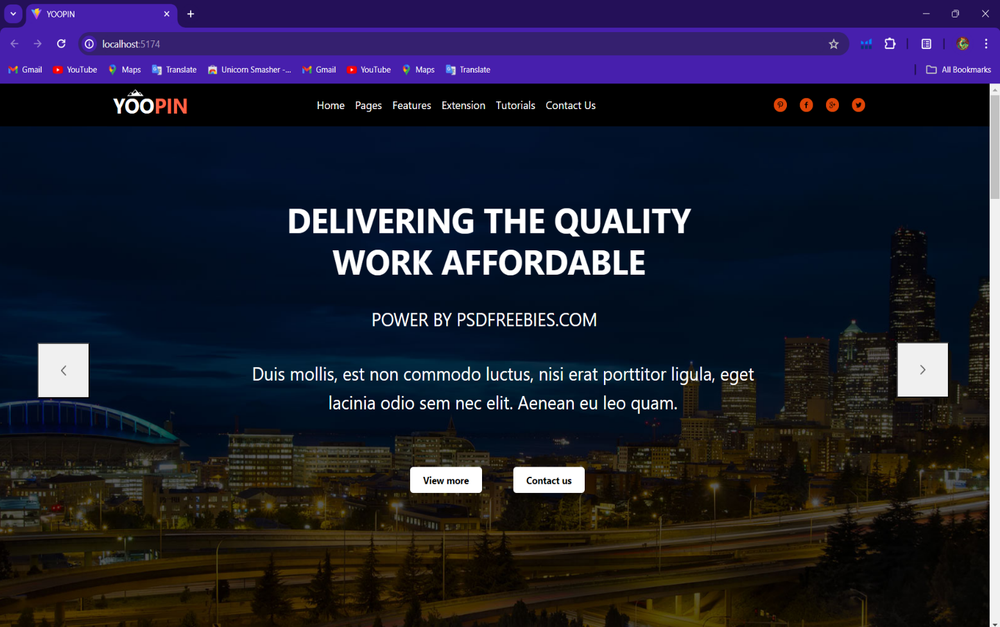 YOOPIN
localhost:5174
Gmail YouTube Maps Translate Unicorn Smasher -... Gmail YouTube Maps Translate All Bookmarks
YOOPIN Home Pages Features Extension Tutorials Contact Us
DELIVERING THE QUALITY
WORK AFFORDABLE
POWER BY PSDFREEBIES.COM
Duis mollis, est non commodo luctus, nisi erat porttitor ligula, eget
lacinia odio sem nec elit. Aenean eu leo quam.
View more Contact us